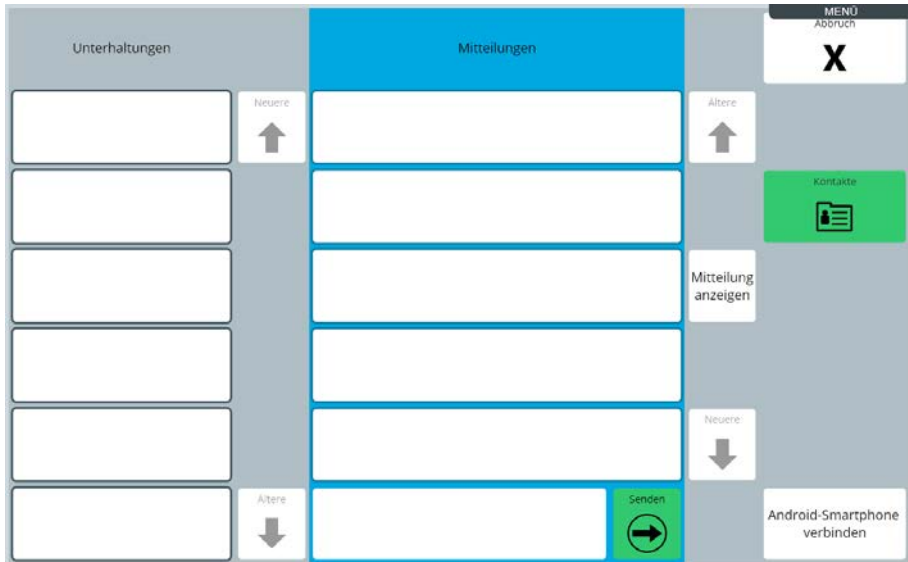 MENÜ
Unterhaltungen
Mitteilungen
Abbruch
X
Neuere
Ältere
Kontakte
Mitteilung
anzeigen
Neuere
Ältere
Senden
Android-Smartphone
verbinden